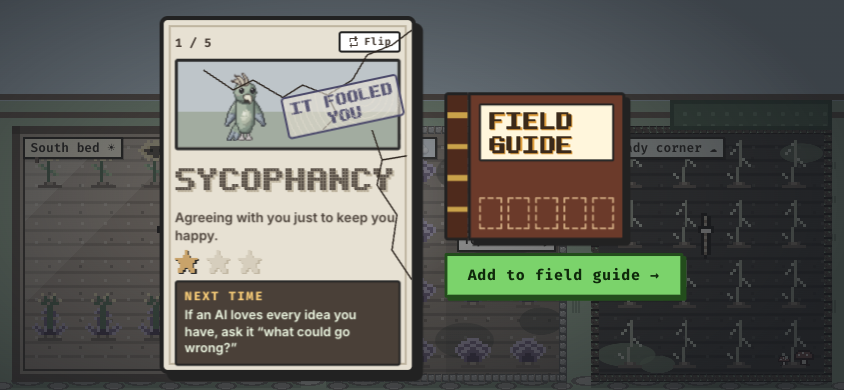 1 / 5
Flip
IT FOOLED
YOU
SYCOPHANCY
Agreeing with you just to keep you
happy.
NEXT TIME
If an AI loves every idea you
have, ask it “what could go
wrong?”
FIELD
GUIDE
Add to field guide →
South bed
corner